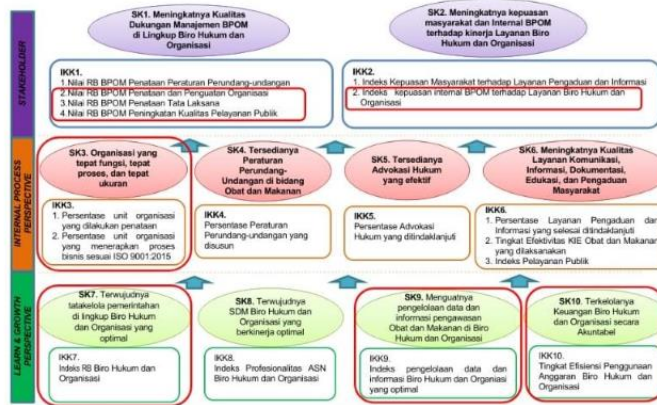 STAKEHOLDER
SK1. Meningkatnya Kualitas
Dukungan Manajemen BPOM
di Lingkup Biro Hukum dan
Organisasi
SK2. Meningkatnya kepuasan
masyarakat dan Internal BPOM
terhadap kinerja Layanan Biro
Hukum dan Organisasi
IKK1.
1.Nilai RB BPOM Penataan Peraturan Perundang-undangan
2.Nilai RB BPOM Penataan dan Penguatan Organisasi
3.Nilai RB BPOM Penataan Tata Laksana
4.Nilai RB BPOM Peningkatan Kualitas Pelayanan Publik
IKK2.
1. Indeks Kepuasan Masyarakat terhadap Layanan Pengaduan dan Informasi
2. Indeks kepuasan internal BPOM terhadap Layanan Biro Hukum dan
Organisasi
INTERNAL PROCESS
PERSPECTIVE
SK3. Organisasi yang
tepat fungsi, tepat
proses, dan tepat
ukuran
SK4. Tersedianya
Peraturan
Perundang-
Undangan di bidang
Obat dan Makanan
SK5. Tersedianya
Advokasi Hukum
yang efektif
SK6. Meningkatnya Kualitas
Layanan Komunikasi,
Informasi, Dokumentasi,
Edukasi, dan Pengaduan
Masyarakat
IKK3.
1. Persentase unit organisasi
yang dilakukan penataan
2. Persentase unit organisasi
yang menerapkan proses
bisnis sesuai ISO 9001:2015
IKK4.
Persentase Peraturan
Perundang-undangan yang
disusun
IKK5.
Persentase Advokasi
Hukum yang ditindaklanjuti
IKK6.
1. Persentase Layanan Pengaduan dan
Informasi yang selesai ditindaklanjuti
2. Tingkat Efektivitas KIE Obat dan Makanan
yang dilaksanakan
3. Indeks Pelayanan Publik
LEARN & GROWTH
PERSPECTIVE
SK7. Terwujudnya
tatakelola pemerintahan
di lingkup Biro Hukum
dan Organisasi yang
optimal
SK8. Terwujudnya
SDM Biro Hukum dan
Organisasi yang
berkinerja optimal
SK9. Menguatnya
pengelolaan data dan
informasi pengawasan
Obat dan Makanan di Biro
Hukum dan Organisasi
SK10. Terkelolanya
Keuangan Biro Hukum
dan Organisasi secara
Akuntabel
IKK7.
Indeks RB Biro Hukum dan
Organisasi
IKK8.
Indeks Profesionalitas ASN
Biro Hukum dan Organisasi
IKK9.
Indeks pengelolaan data dan
informasi Biro Hukum dan Organiasi
yang optimal
IKK10.
Tingkat Efisiensi Penggunaan
Anggaran Biro Hukum dan
Organisasi